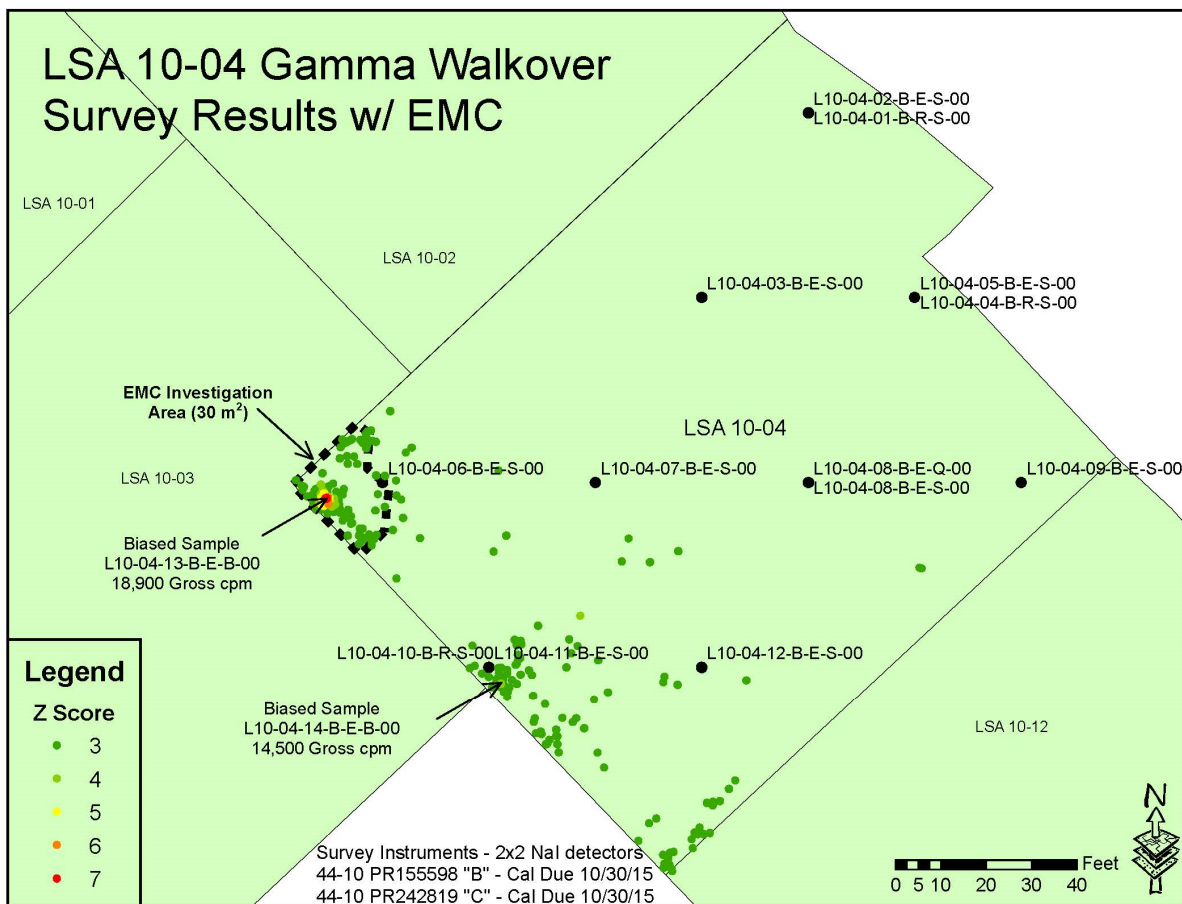 LSA 10-04 Gamma Walkover
Survey Results w/ EMC
L10-04-02-B-E-S-00
L10-04-01-B-R-S-00
LSA 10-01
LSA 10-02
L10-04-03-B-E-S-00
L10-04-05-B-E-S-00
L10-04-04-B-R-S-00
EMC Investigation
Area (30 m²)
LSA 10-04
LSA 10-03
L10-04-06-B-E-S-00
L10-04-07-B-E-S-00
L10-04-08-B-E-Q-00
L10-04-08-B-E-S-00
L10-04-09-B-E-S-00
Biased Sample
L10-04-13-B-E-B-00
18,900 Gross cpm
L10-04-10-B-R-S-00
L10-04-11-B-E-S-00
L10-04-12-B-E-S-00
Biased Sample
L10-04-14-B-E-B-00
14,500 Gross cpm
LSA 10-12
Legend
Z Score
3
4
5
6
7
Survey Instruments - 2x2 NaI detectors
44-10 PR155598 "B" - Cal Due 10/30/15
44-10 PR242819 "C" - Cal Due 10/30/15
N
Feet
0 5 10 20 30 40